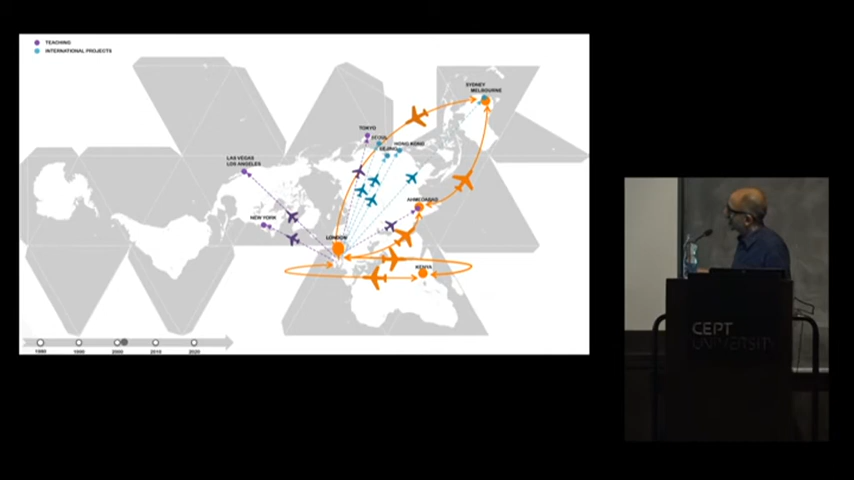 TEACHING
INTERNATIONAL PROJECTS
SYDNEY
MELBOURNE
TOKYO
HONG KONG
LAS VEGAS
LOS ANGELES
AHMEDABAD
NEW YORK
LONDON
KENYA
1980
1990
2000
2010
2020
CEPT
UNIVERSITY